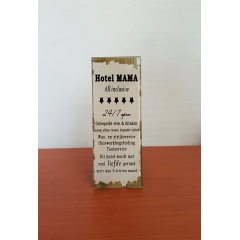 Hotel MAMA
All inclusive
★ ★ ★ ★ ★
24/7 open
Onbeperkt eten & drinken
Was- en strijkservice
Huiswerkbegeleiding
Taxiservice
Dit hotel wordt met
veel liefde gerund